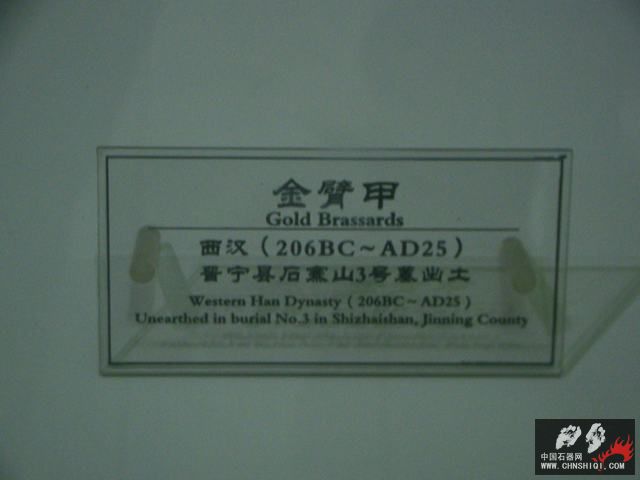 金臂甲
Gold Brassards
西汉（206BC～AD25）
晋宁县石寨山3号墓出土
Western Han Dynasty（206BC～AD25）
Unearthed in burial No.3 in Shizhaishan, Jinning County
中国石器网
WWW.CHNSHIQI.COM